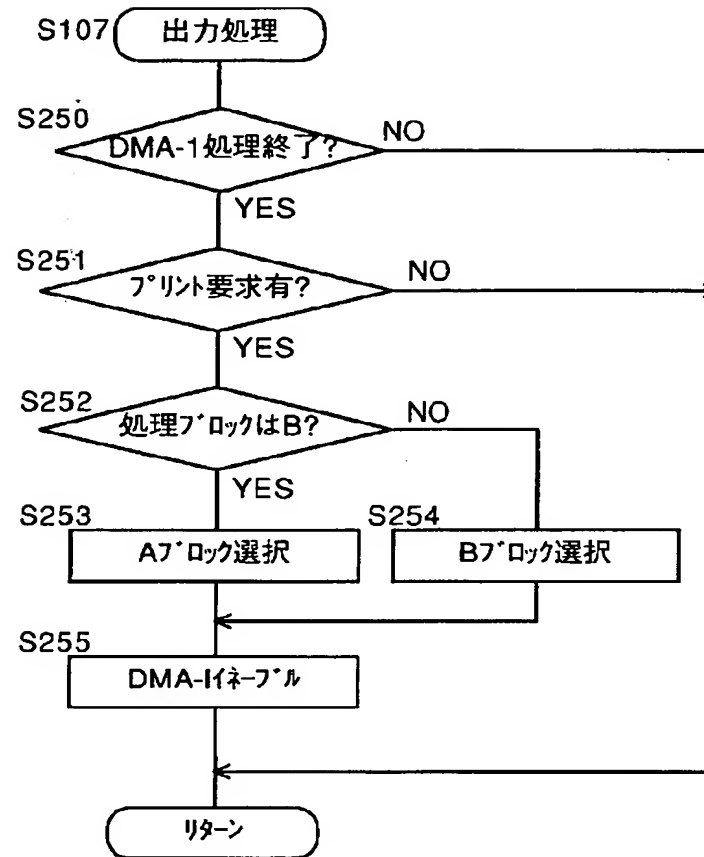 S107
出力処理
S250
DMA-1処理終了?
NO
YES
S251
プリント要求有?
NO
YES
S252
処理ブロックはB?
NO
YES
S253
Aブロック選択
S254
Bブロック選択
S255
DMA-Iイネーブル
リターン